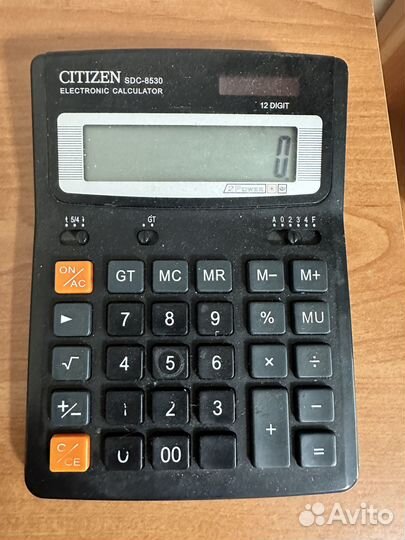 CITIZEN SDC-8530
ELECTRONIC CALCULATOR
12 DIGIT
0
2 POWER
5/4 GT A 0 2 3 4 F
ON/AC GT MC MR M− M+
► 7 8 9 % MU
√ 4 5 6 × ÷
+/− 1 2 3 + −
C/CE 0 00 =
Avito